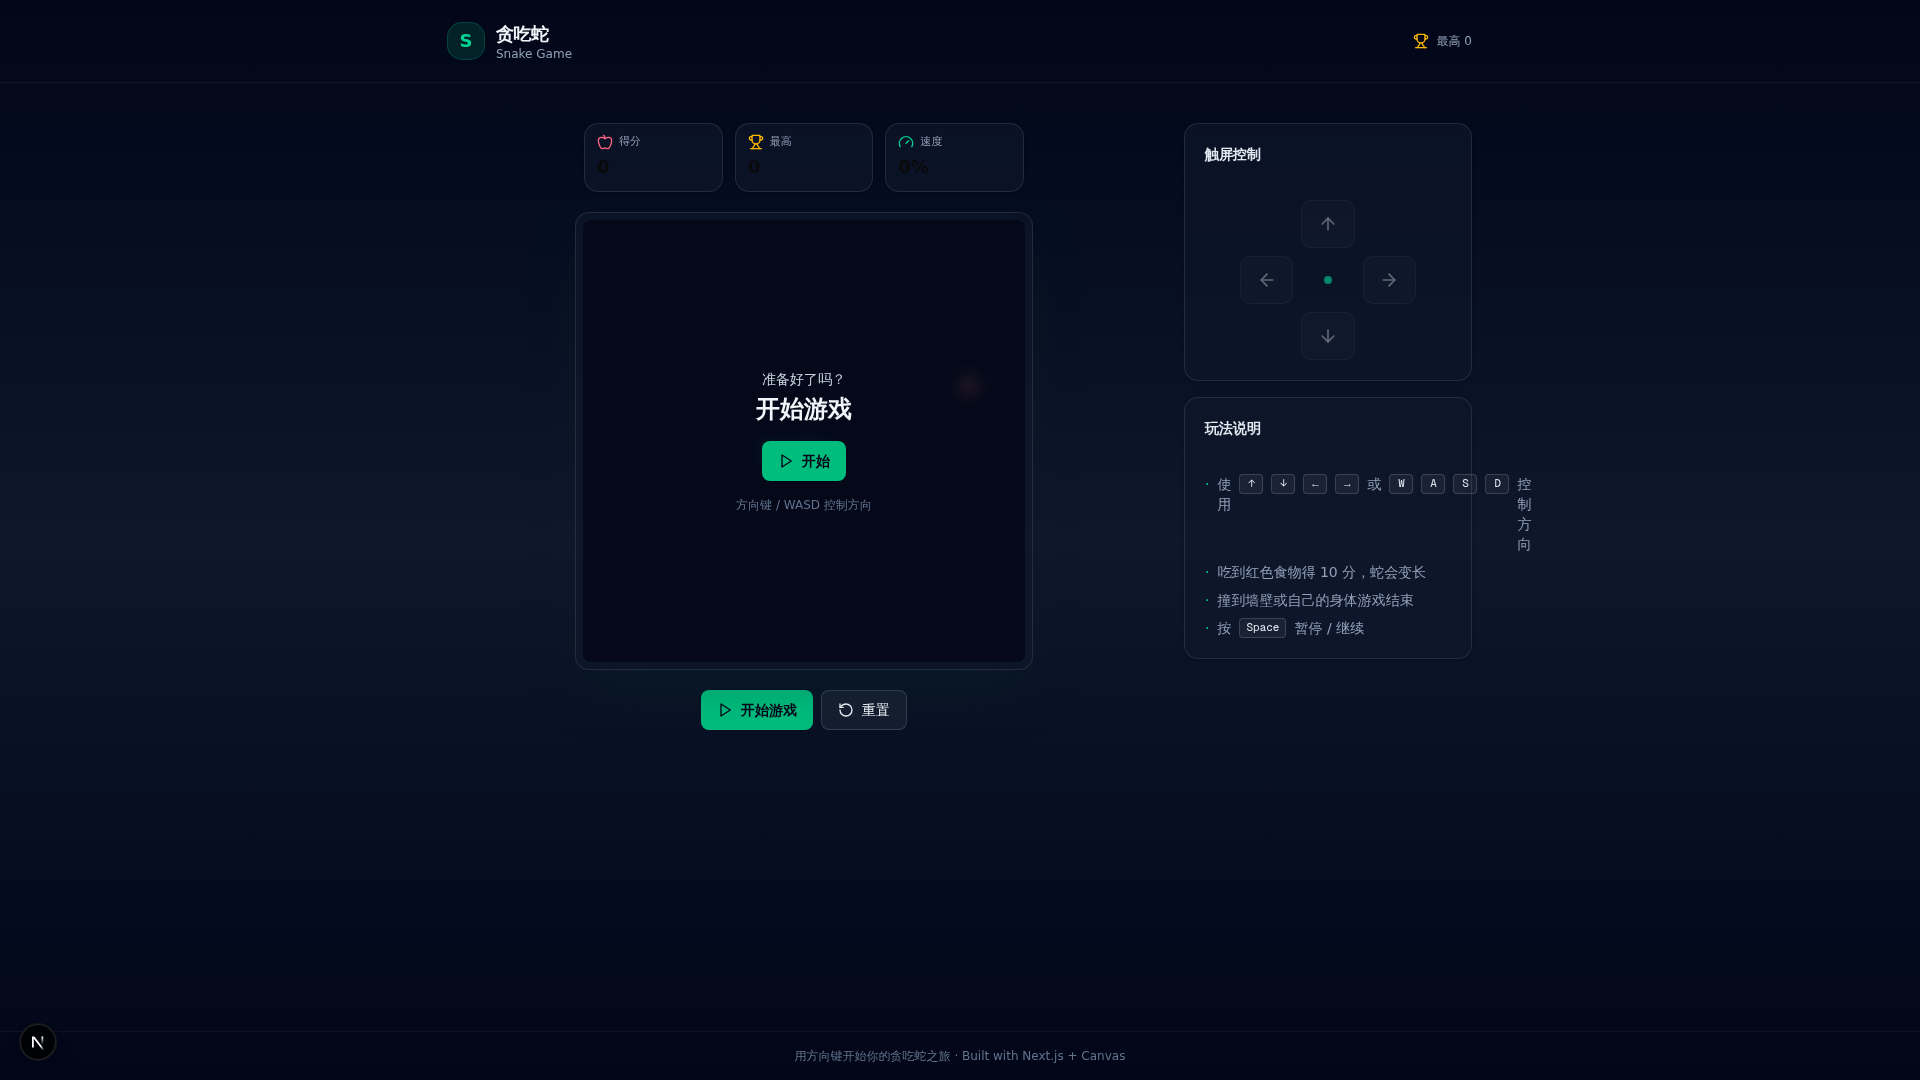 S
贪吃蛇
Snake Game
最高 0
得分
0
最高
0
速度
0%
准备好了吗？
开始游戏
开始
方向键 / WASD 控制方向
开始游戏
重置
触屏控制
↑
← →
↓
玩法说明
· 使用 ↑ ↓ ← → 或 W A S D 控制方向
· 吃到红色食物得 10 分，蛇会变长
· 撞到墙壁或自己的身体游戏结束
· 按 Space 暂停 / 继续
N
用方向键开始你的贪吃蛇之旅 · Built with Next.js + Canvas